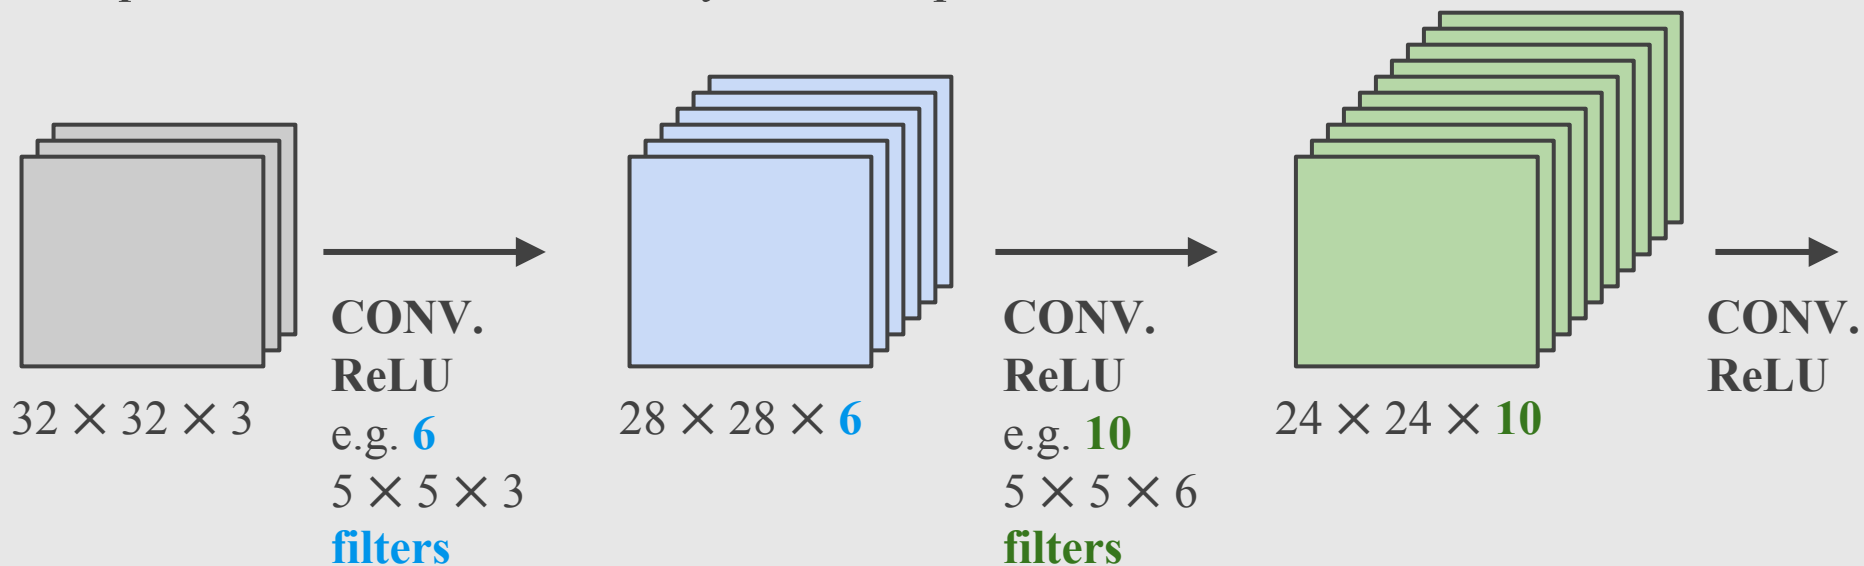 32 × 32 × 3
CONV.
ReLU
e.g. 6
5 × 5 × 3
filters
28 × 28 × 6
CONV.
ReLU
e.g. 10
5 × 5 × 6
filters
24 × 24 × 10
CONV.
ReLU